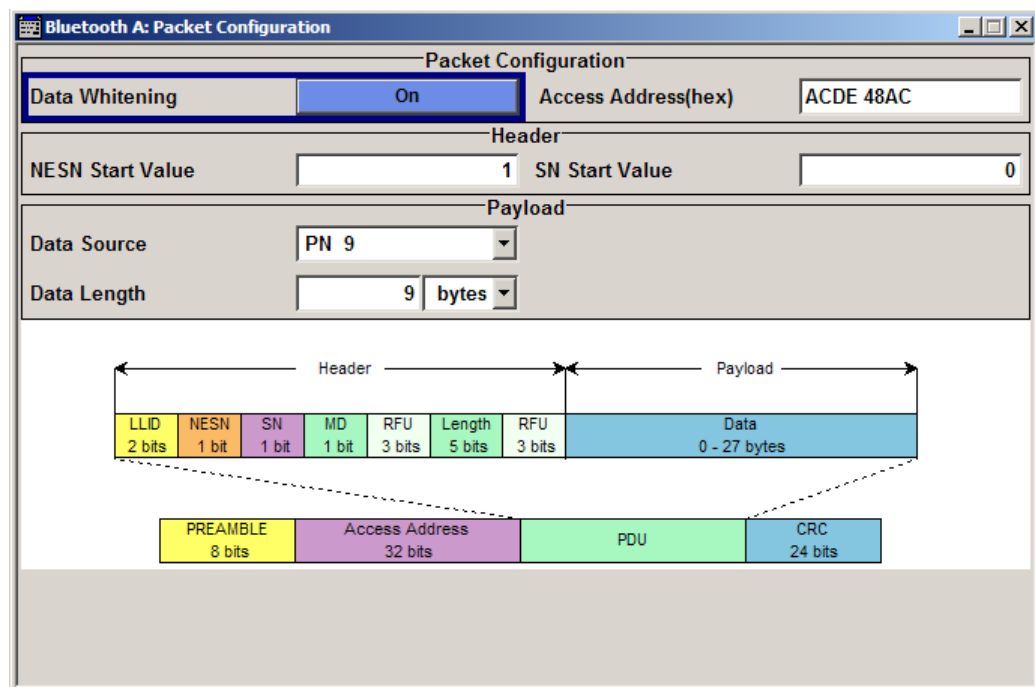 Bluetooth A: Packet Configuration
Packet Configuration
Data Whitening On Access Address(hex) ACDE 48AC
Header
NESN Start Value 1 SN Start Value 0
Payload
Data Source PN 9
Data Length 9 bytes
Header Payload
LLID NESN SN MD RFU Length RFU Data
2 bits 1 bit 1 bit 1 bit 3 bits 5 bits 3 bits 0 - 27 bytes
PREAMBLE Access Address PDU CRC
8 bits 32 bits 24 bits